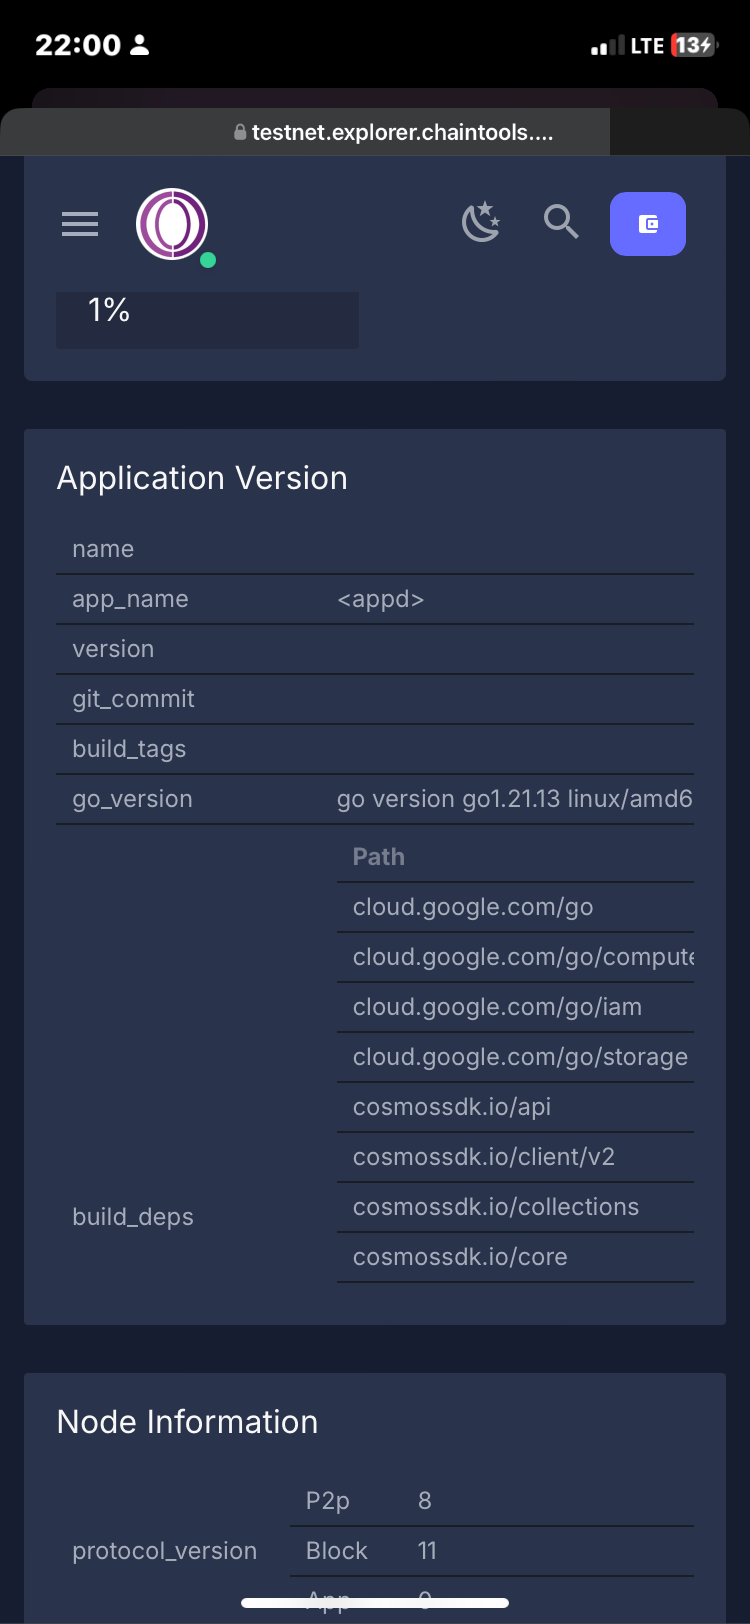 22:00
LTE 13
testnet.explorer.chaintools....
1%
Application Version
name
app_name <appd>
version
git_commit
build_tags
go_version go version go1.21.13 linux/amd6
Path
cloud.google.com/go
cloud.google.com/go/compute
cloud.google.com/go/iam
cloud.google.com/go/storage
cosmossdk.io/api
cosmossdk.io/client/v2
cosmossdk.io/collections
build_deps
cosmossdk.io/core
Node Information
P2p 8
protocol_version Block 11
App 0